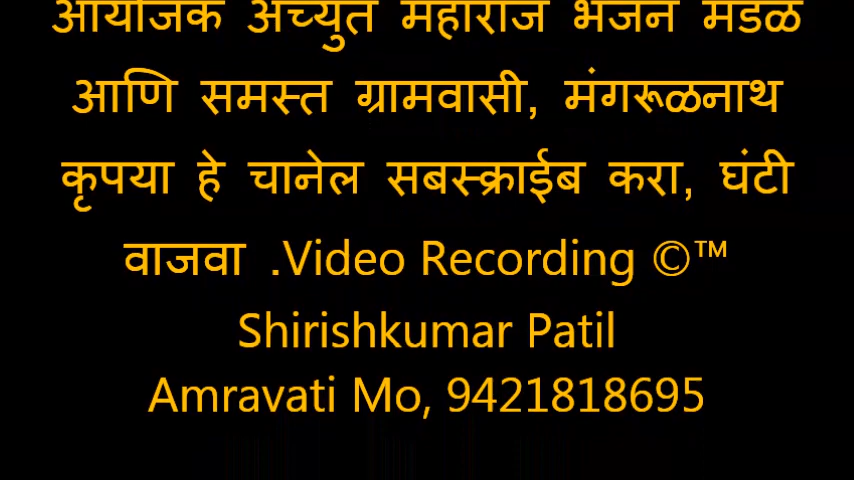 आयोजक अच्युत महाराज भजन मंडळ
आणि समस्त ग्रामवासी, मंगरूळनाथ
कृपया हे चानेल सबस्क्राईब करा, घंटी
वाजवा .Video Recording ©™
Shirishkumar Patil
Amravati Mo, 9421818695